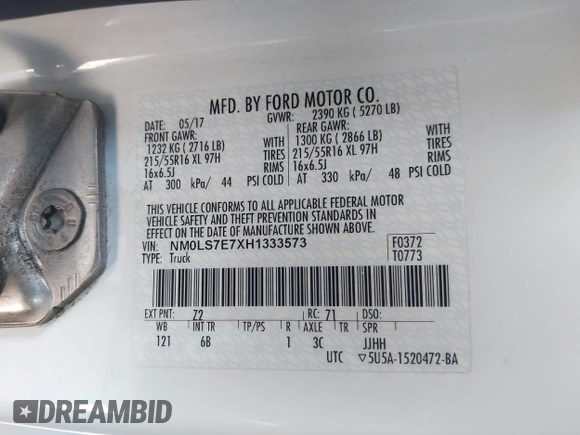 MFD. BY FORD MOTOR CO.
DATE: 05/17 GVWR: 2390 KG ( 5270 LB)
FRONT GAWR: WITH REAR GAWR: WITH
1232 KG ( 2716 LB) TIRES 1300 KG ( 2866 LB) TIRES
215/55R16 XL 97H RIMS 215/55R16 XL 97H RIMS
16x6.5J 16x6.5J
AT 300 kPa/ 44 PSI COLD AT 330 kPa/ 48 PSI COLD
THIS VEHICLE CONFORMS TO ALL APPLICABLE FEDERAL MOTOR
VEHICLE SAFETY AND THEFT PREVENTION STANDARDS IN
EFFECT ON THE DATE OF MANUFACTURE SHOWN ABOVE.
VIN: NM0LS7E7XH1333573 F0372
TYPE: Truck T0773
EXT PNT: Z2 RC: 71 DSO:
WB INT TR TP/PS R AXLE TR SPR
121 6B 1 3C JJHH
UTC ▽5U5A-1520472-BA
DREAMBID